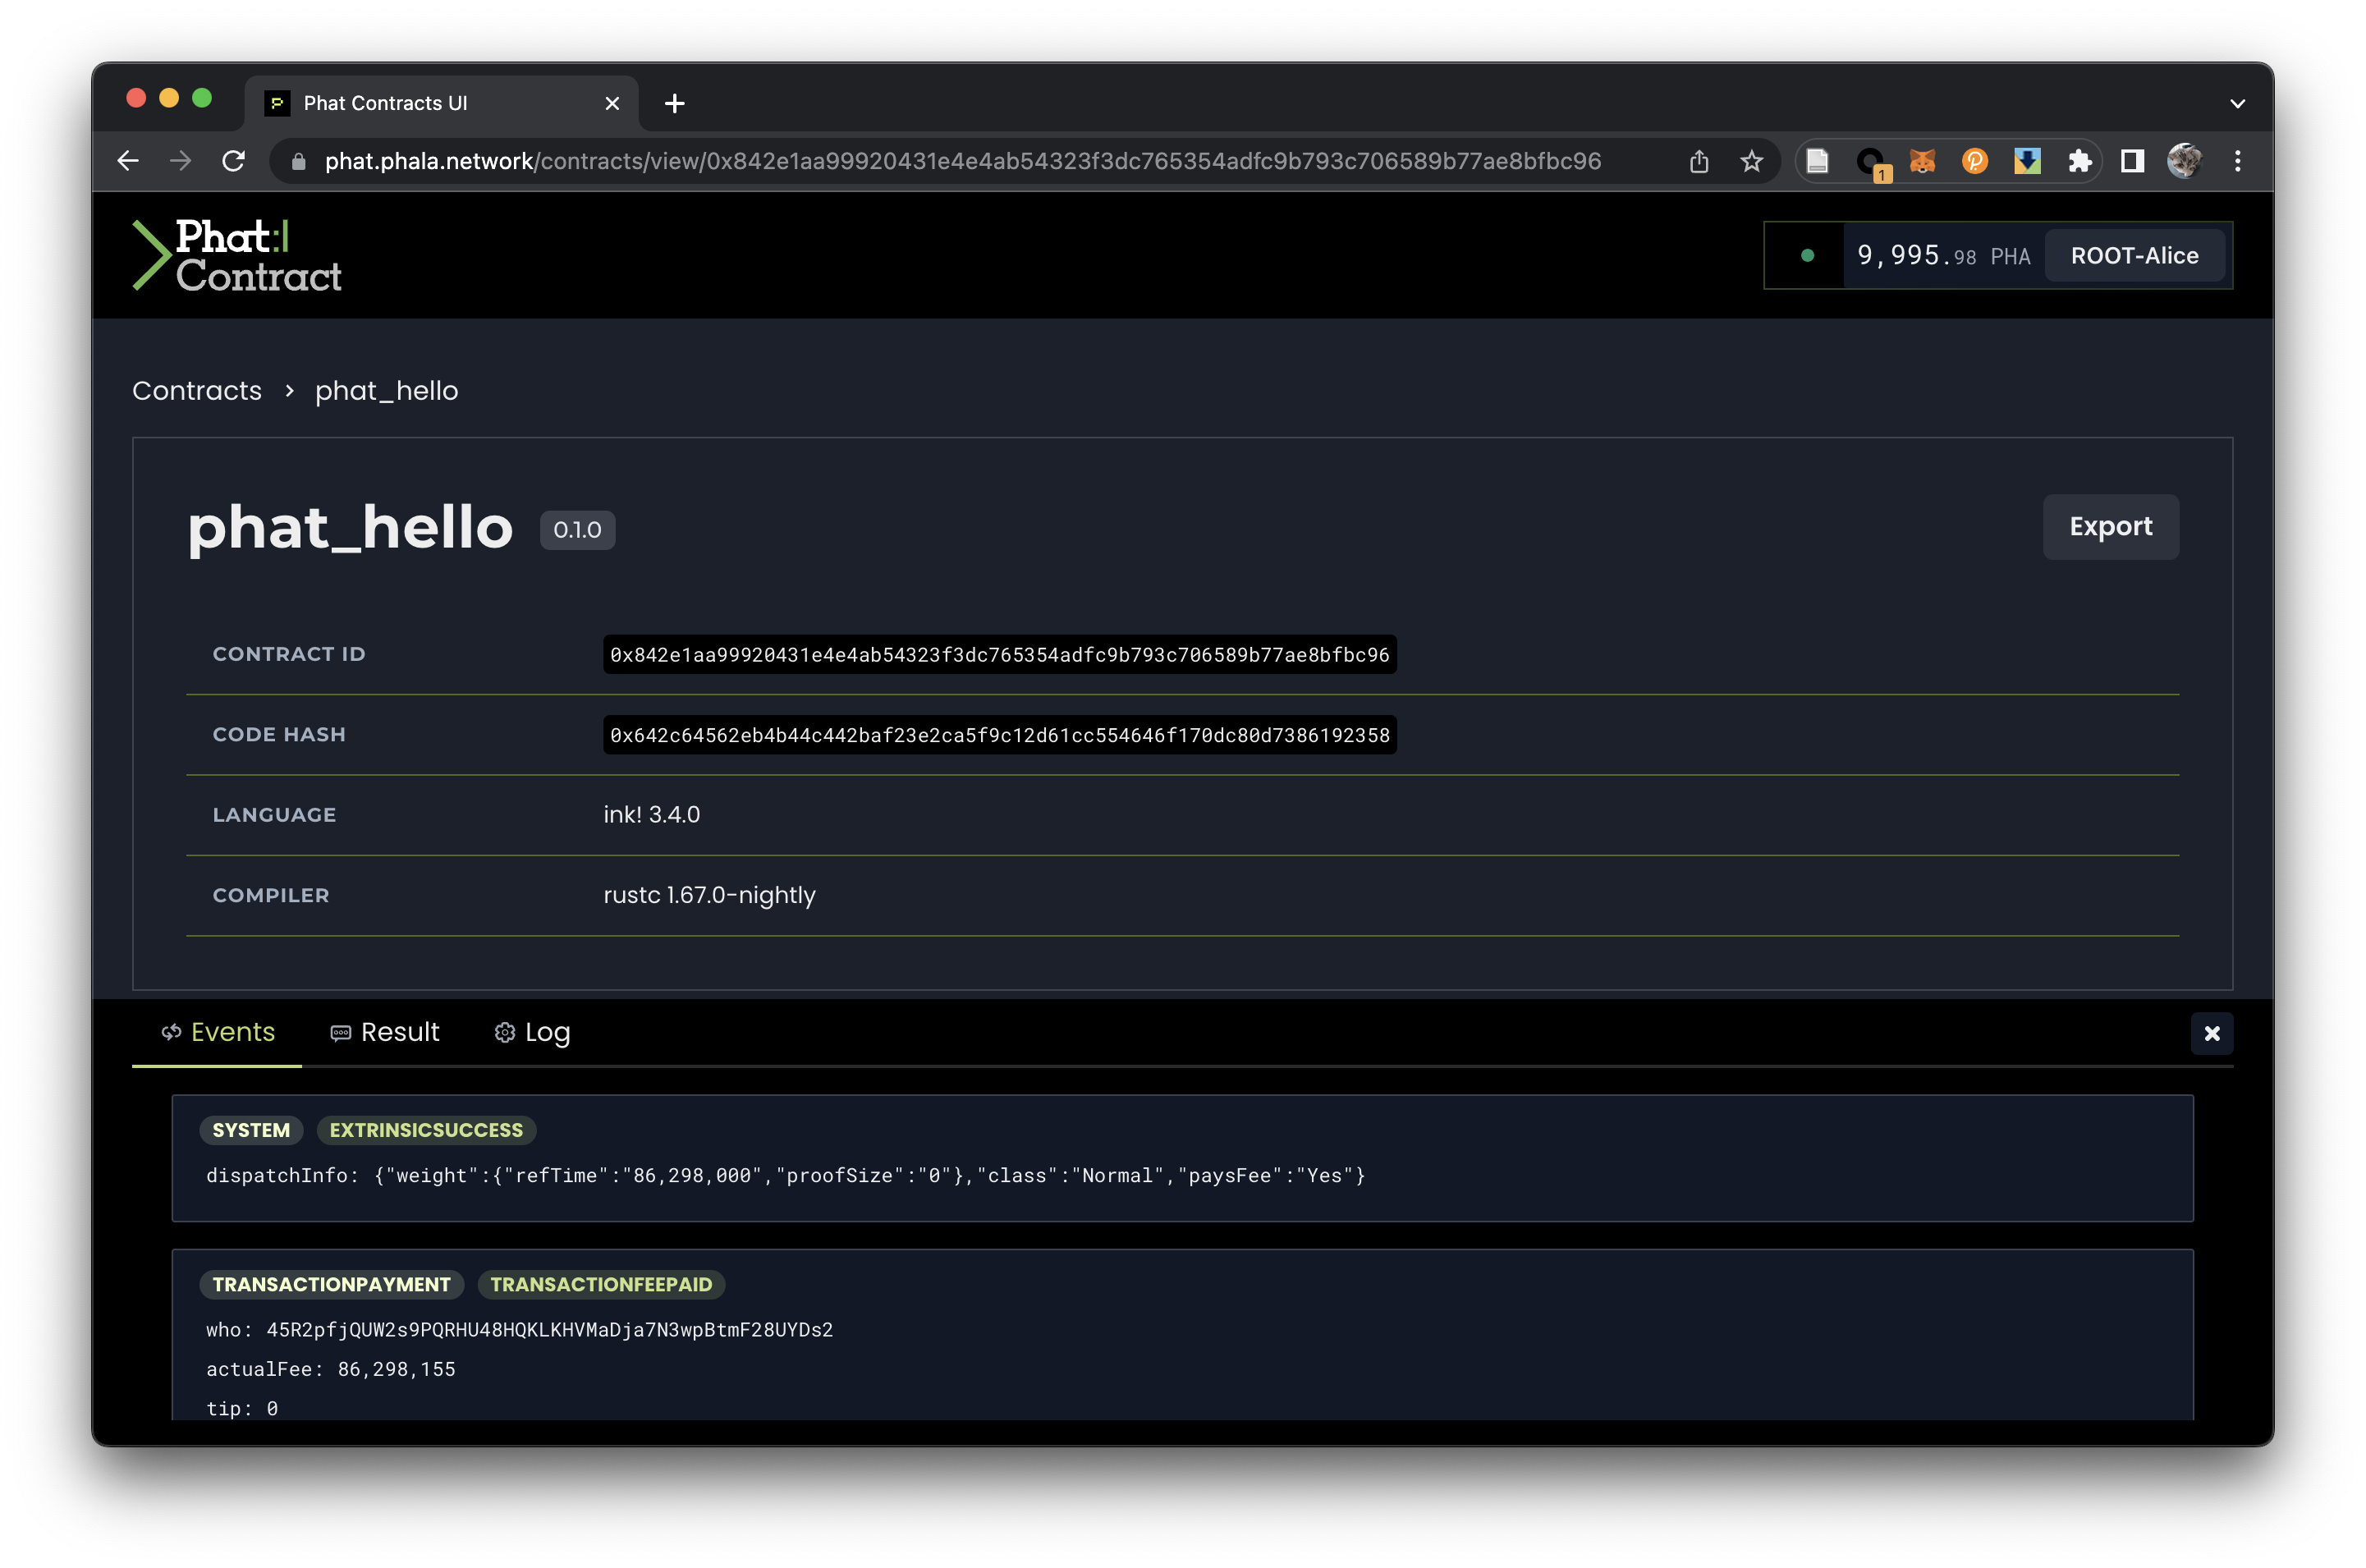 Phat Contracts UI
phat.phala.network/contracts/view/0x842e1aa99920431e4e4ab54323f3dc765354adfc9b793c706589b77ae8bfbc96
1
Phat:|
Contract
9,995.98 PHA
ROOT-Alice
Contracts > phat_hello
phat_hello 0.1.0
Export
CONTRACT ID 0x842e1aa99920431e4e4ab54323f3dc765354adfc9b793c706589b77ae8bfbc96
CODE HASH 0x642c64562eb4b44c442baf23e2ca5f9c12d61cc554646f170dc80d7386192358
LANGUAGE ink! 3.4.0
COMPILER rustc 1.67.0-nightly
Events Result Log
SYSTEM EXTRINSICSUCCESS
dispatchInfo: {"weight":{"refTime":"86,298,000","proofSize":"0"},"class":"Normal","paysFee":"Yes"}
TRANSACTIONPAYMENT TRANSACTIONFEEPAID
who: 45R2pfjQUW2s9PQRHU48HQKLKHVMaDja7N3wpBtmF28UYDs2
actualFee: 86,298,155
tip: 0